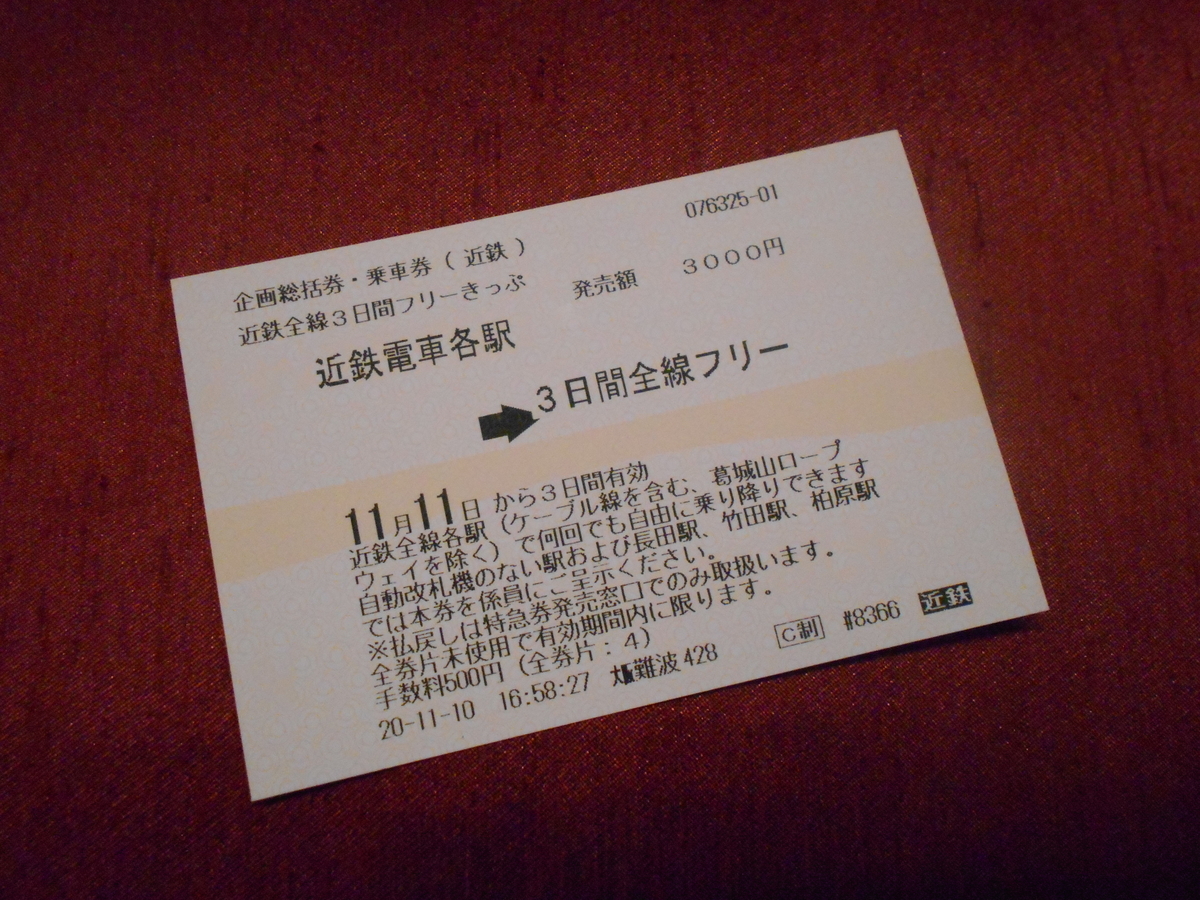 076325-01
企画総括券・乗車券(近鉄)
近鉄全線3日間フリーきっぷ 発売額 3000円
近鉄電車各駅
➡3日間全線フリー
11月11日 から3日間有効
近鉄全線各駅(ケーブル線を含む、葛城山ロープ
ウェイを除く)で何回でも自由に乗り降りできます
自動改札機のない駅および長田駅、竹田駅、柏原駅
では本券を係員にご呈示ください。
※払戻しは特急券発売窓口でのみ取扱います。
全券片未使用で有効期間内に限ります。
手数料500円(全券片:4)
20-11-10 16:58:27 大阪難波428 C制 #8366 近鉄